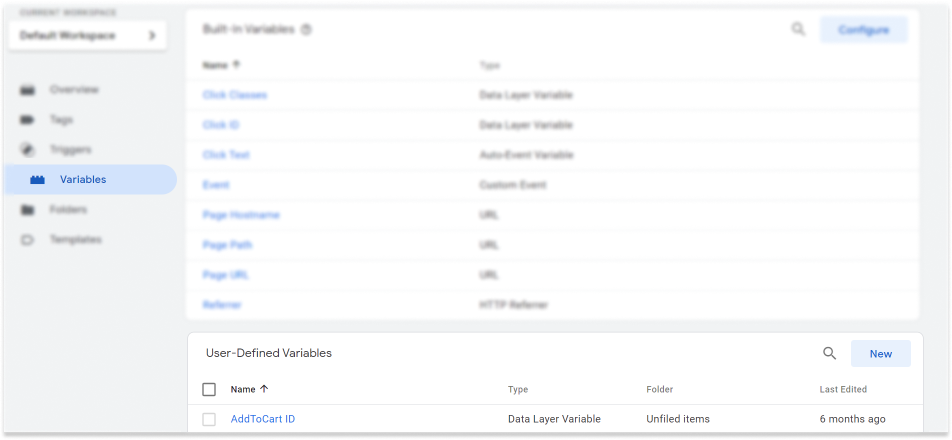 CURRENT WORKSPACE
Default Workspace
Overview
Tags
Triggers
Variables
Folders
Templates
Built-In Variables
Configure
Name Type
Click Classes Data Layer Variable
Click ID Data Layer Variable
Click Text Auto-Event Variable
Event Custom Event
Page Hostname URL
Page Path URL
Page URL URL
Referrer HTTP Referrer
User-Defined Variables
New
Name Type Folder Last Edited
AddToCart ID Data Layer Variable Unfiled items 6 months ago